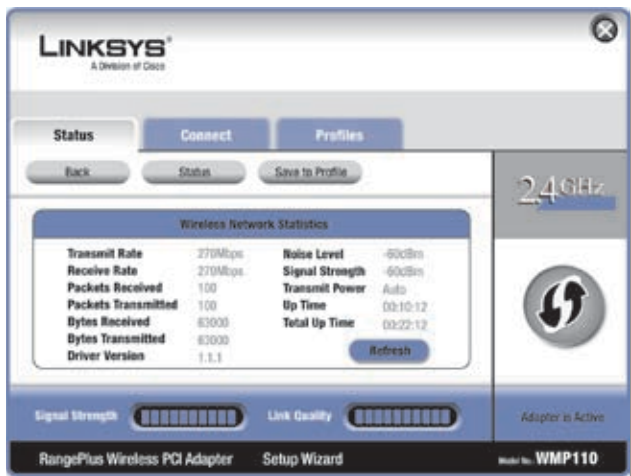 LINKSYS®
A Division of Cisco
Status Connect Profiles
Back Status Save to Profile
2.4GHz
Wireless Network Statistics
Transmit Rate 270Mbps Noise Level -60dBm
Receive Rate 270Mbps Signal Strength -60dBm
Packets Received 100 Transmit Power Auto
Packets Transmitted 100 Up Time 00:10:12
Bytes Received 63000 Total Up Time 00:22:12
Bytes Transmitted 63000
Driver Version 1.1.1
Refresh
Signal Strength Link Quality Adapter is Active
RangePlus Wireless PCI Adapter Setup Wizard Model No. WMP110